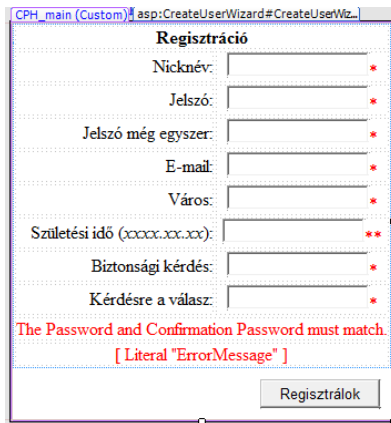 CPH_main (Custom) asp:CreateUserWizard#CreateUserWiz...
Regisztráció
Nicknév: *
Jelszó: *
Jelszó még egyszer: *
E-mail: *
Város: *
Születési idő (xxxx.xx.xx): **
Biztonsági kérdés: *
Kérdésre a válasz: *
The Password and Confirmation Password must match.
[ Literal "ErrorMessage" ]
Regisztrálok